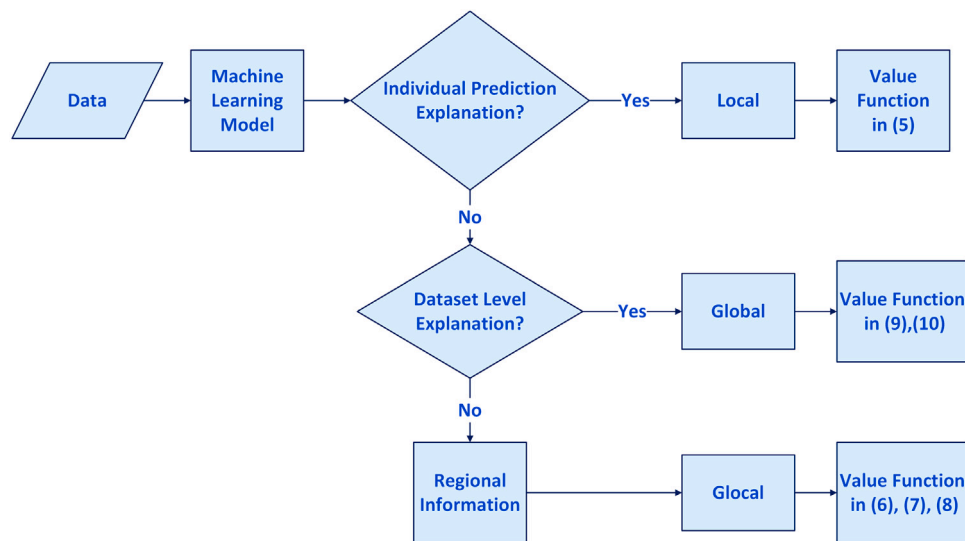 Data
Machine
Learning
Model
Individual Prediction
Explanation?
Yes
Local
Value
Function
in (5)
No
Dataset Level
Explanation?
Yes
Global
Value Function
in (9),(10)
No
Regional
Information
Glocal
Value Function
in (6), (7), (8)